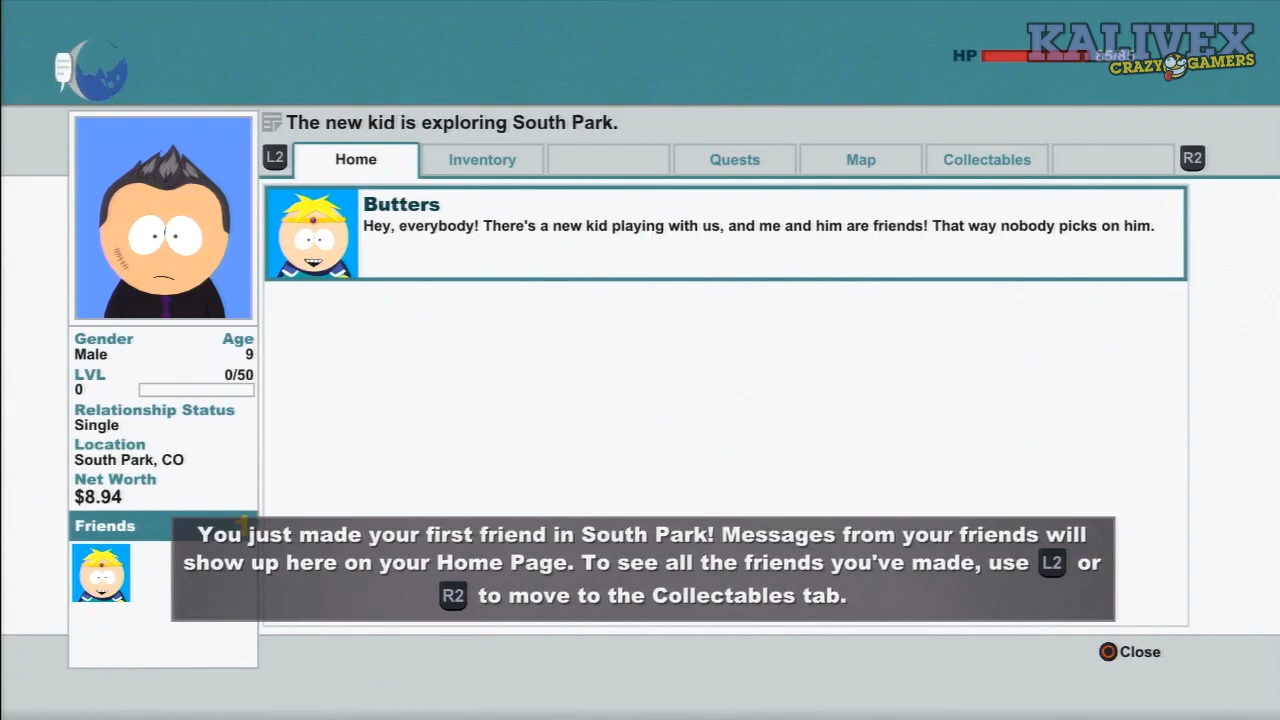 KALIVEX
CRAZY GAMERS
HP 85/85
The new kid is exploring South Park.
L2 Home Inventory Quests Map Collectables R2
Butters
Hey, everybody! There's a new kid playing with us, and me and him are friends! That way nobody picks on him.
Gender Age
Male 9
LVL 0/50
0
Relationship Status
Single
Location
South Park, CO
Net Worth
$8.94
Friends 1
You just made your first friend in South Park! Messages from your friends will
show up here on your Home Page. To see all the friends you've made, use L2 or
R2 to move to the Collectables tab.
Close